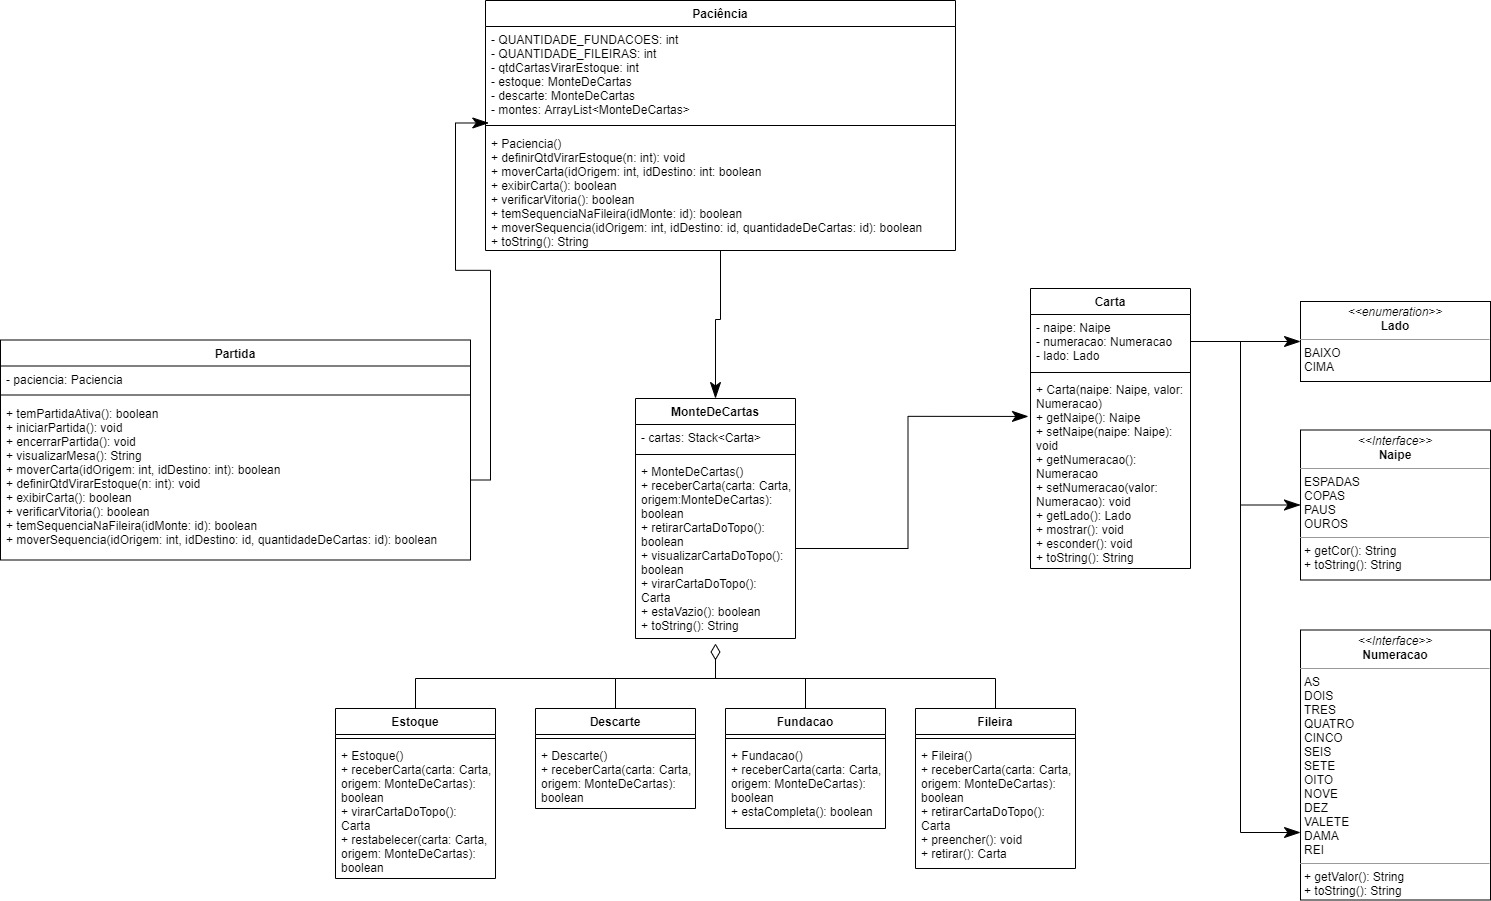 Paciência
- QUANTIDADE_FUNDACOES: int
- QUANTIDADE_FILEIRAS: int
- qtdCartasVirarEstoque: int
- estoque: MonteDeCartas
- descarte: MonteDeCartas
- montes: ArrayList<MonteDeCartas>
+ Paciencia()
+ definirQtdVirarEstoque(n: int): void
+ moverCarta(idOrigem: int, idDestino: int: boolean
+ exibirCarta(): boolean
+ verificarVitoria(): boolean
+ temSequenciaNaFileira(idMonte: id): boolean
+ moverSequencia(idOrigem: int, idDestino: id, quantidadeDeCartas: id): boolean
+ toString(): String
Partida
- paciencia: Paciencia
+ temPartidaAtiva(): boolean
+ iniciarPartida(): void
+ encerrarPartida(): void
+ visualizarMesa(): String
+ moverCarta(idOrigem: int, idDestino: int): boolean
+ definirQtdVirarEstoque(n: int): void
+ exibirCarta(): boolean
+ verificarVitoria(): boolean
+ temSequenciaNaFileira(idMonte: id): boolean
+ moverSequencia(idOrigem: int, idDestino: id, quantidadeDeCartas: id): boolean
MonteDeCartas
- cartas: Stack<Carta>
+ MonteDeCartas()
+ receberCarta(carta: Carta,
origem:MonteDeCartas):
boolean
+ retirarCartaDoTopo():
boolean
+ visualizarCartaDoTopo():
boolean
+ virarCartaDoTopo():
Carta
+ estaVazio(): boolean
+ toString(): String
Carta
- naipe: Naipe
- numeracao: Numeracao
- lado: Lado
+ Carta(naipe: Naipe, valor:
Numeracao)
+ getNaipe(): Naipe
+ setNaipe(naipe: Naipe):
void
+ getNumeracao():
Numeracao
+ setNumeracao(valor:
Numeracao): void
+ getLado(): Lado
+ mostrar(): void
+ esconder(): void
+ toString(): String
<<enumeration>>
Lado
BAIXO
CIMA
<<Interface>>
Naipe
ESPADAS
COPAS
PAUS
OUROS
+ getCor(): String
+ toString(): String
<<Interface>>
Numeracao
AS
DOIS
TRES
QUATRO
CINCO
SEIS
SETE
OITO
NOVE
DEZ
VALETE
DAMA
REI
+ getValor(): String
+ toString(): String
Estoque
+ Estoque()
+ receberCarta(carta: Carta,
origem: MonteDeCartas):
boolean
+ virarCartaDoTopo():
Carta
+ restabelecer(carta: Carta,
origem: MonteDeCartas):
boolean
Descarte
+ Descarte()
+ receberCarta(carta: Carta,
origem: MonteDeCartas):
boolean
Fundacao
+ Fundacao()
+ receberCarta(carta: Carta,
origem: MonteDeCartas):
boolean
+ estaCompleta(): boolean
Fileira
+ Fileira()
+ receberCarta(carta: Carta,
origem: MonteDeCartas):
boolean
+ retirarCartaDoTopo():
Carta
+ preencher(): void
+ retirar(): Carta